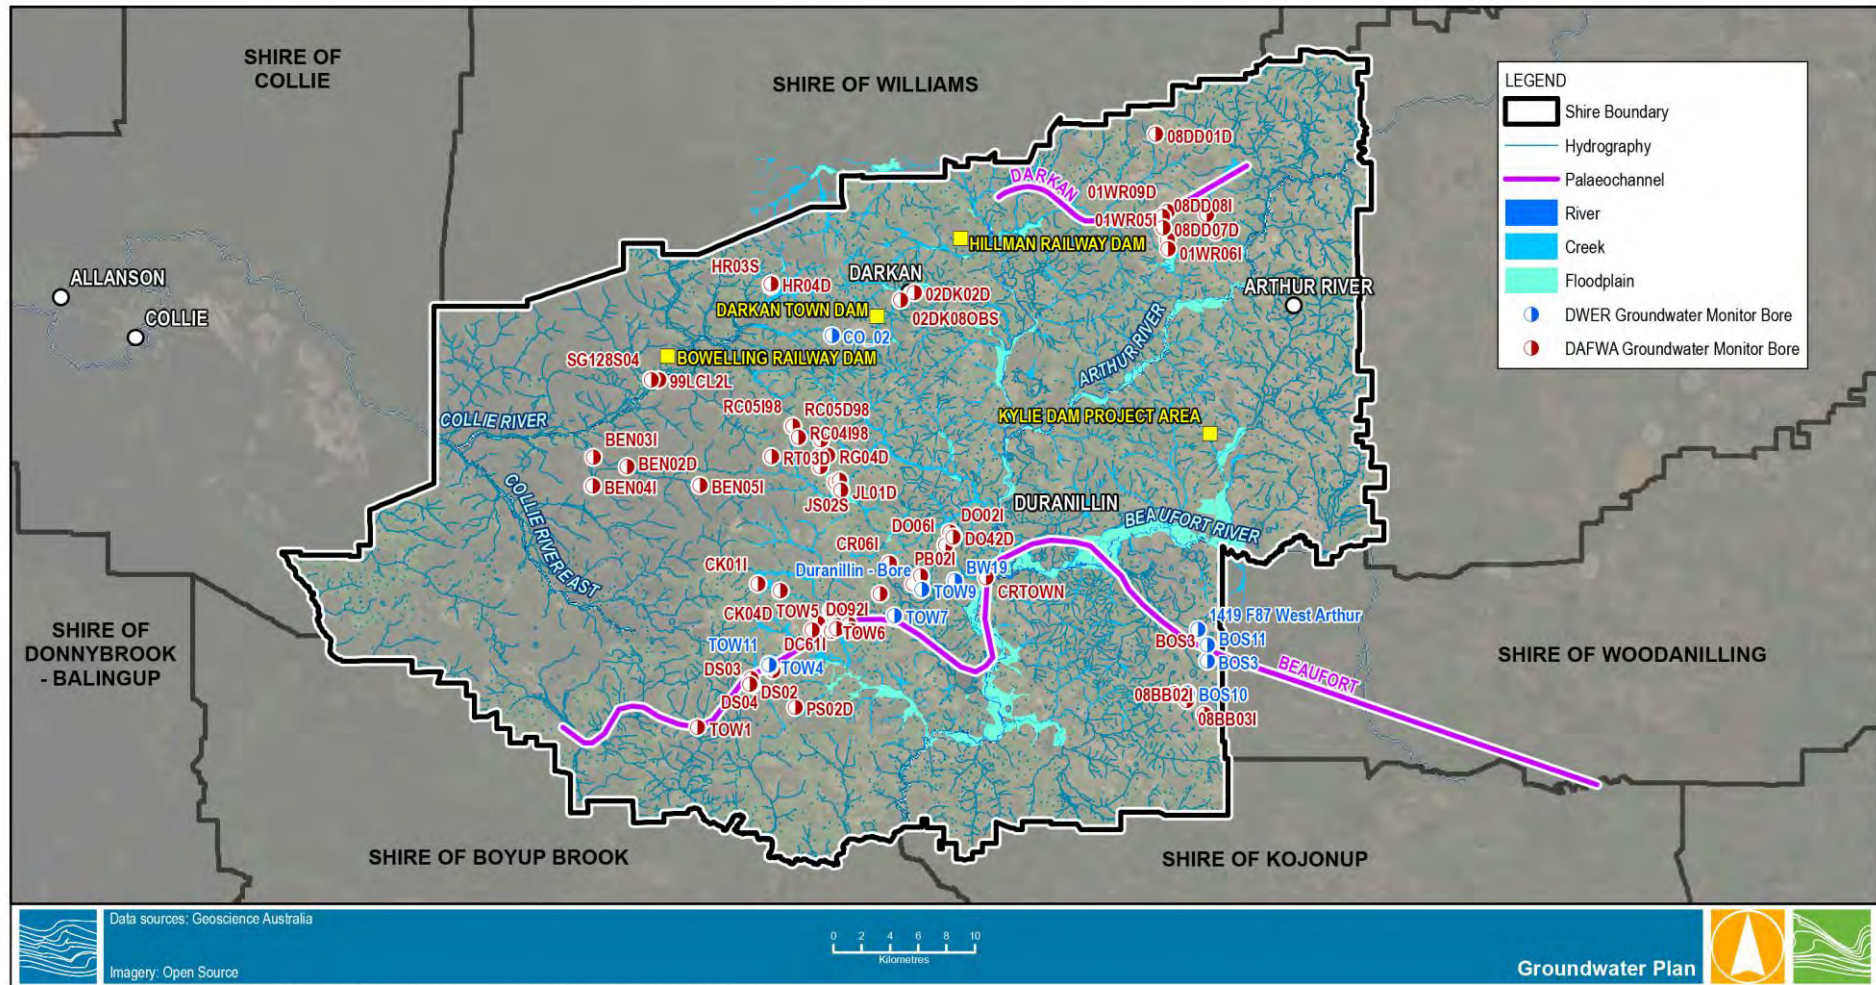 SHIRE OF
COLLIE
SHIRE OF WILLIAMS
LEGEND
Shire Boundary
Hydrography
Palaeochannel
River
Creek
Floodplain
DWER Groundwater Monitor Bore
DAFWA Groundwater Monitor Bore
08DD01D
DARKAN
01WR09D
08DD08I
01WR05I
08DD07D
01WR06I
HILLMAN RAILWAY DAM
HR03S
HR04D
DARKAN
02DK02D
02DK08OBS
DARKAN TOWN DAM
CO_02
ARTHUR RIVER
ALLANSON
COLLIE
SG128S04
BOWELLING RAILWAY DAM
99LCL2L
ARTHUR RIVER
RC05I98
RC05D98
RC04I98
KYLIE DAM PROJECT AREA
COLLIE RIVER
BEN03I
BEN02D
RT03D
RG04D
BEN04I
BEN05I
JL01D
JS02S
COLLIE RIVER EAST
DURANILLIN
BEAUFORT RIVER
DO06I
DO02I
DO42D
CR06I
PB02I
Duranillin - Bore
BW19
CK01I
TOW9
CRTOWN
CK04D
TOW5
DO92I
TOW7
TOW6
DC61I
TOW11
TOW4
DS03
DS02
DS04
PS02D
TOW1
1419 F87 West Arthur
BOS3
BOS11
BOS3
08BB02I
BOS10
08BB03I
BEAUFORT
SHIRE OF
DONNYBROOK
- BALINGUP
SHIRE OF WOODANILLING
SHIRE OF BOYUP BROOK
SHIRE OF KOJONUP
Data sources: Geoscience Australia
Imagery: Open Source
0 2 4 6 8 10
Kilometres
Groundwater Plan